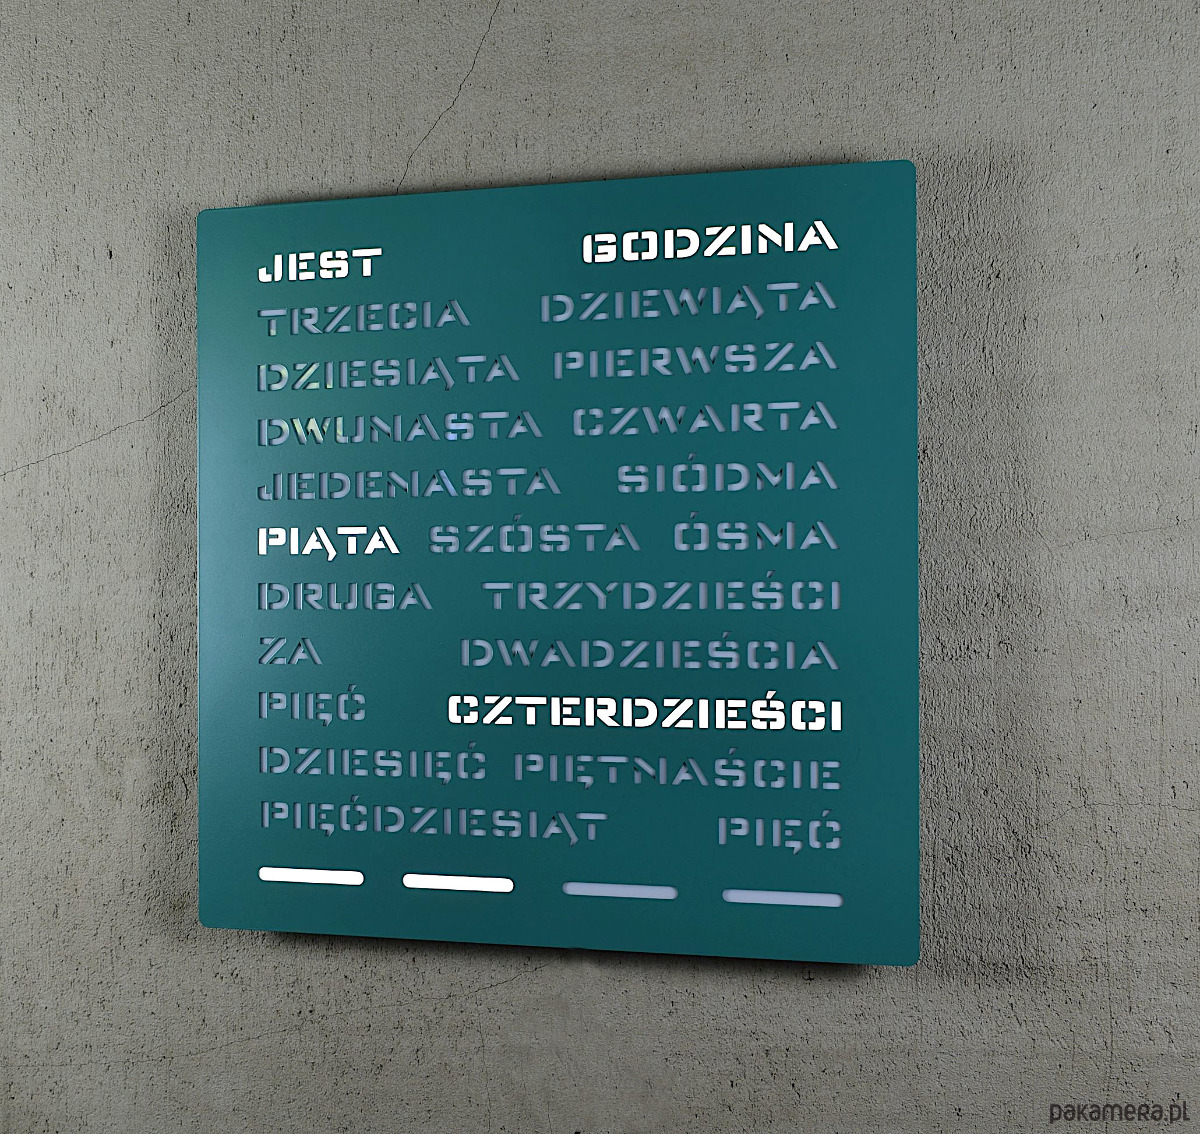 JEST GODZINA
TRZECIA DZIEWIĄTA
DZIESIĄTA PIERWSZA
DWUNASTA CZWARTA
JEDENASTA SIÓDMA
PIĄTA SZÓSTA ÓSMA
DRUGA TRZYDZIEŚCI
ZA DWADZIEŚCIA
PIĘĆ CZTERDZIEŚCI
DZIESIĘĆ PIĘTNAŚCIE
PIĘĆDZIESIĄT PIĘĆ
pakamera.pl